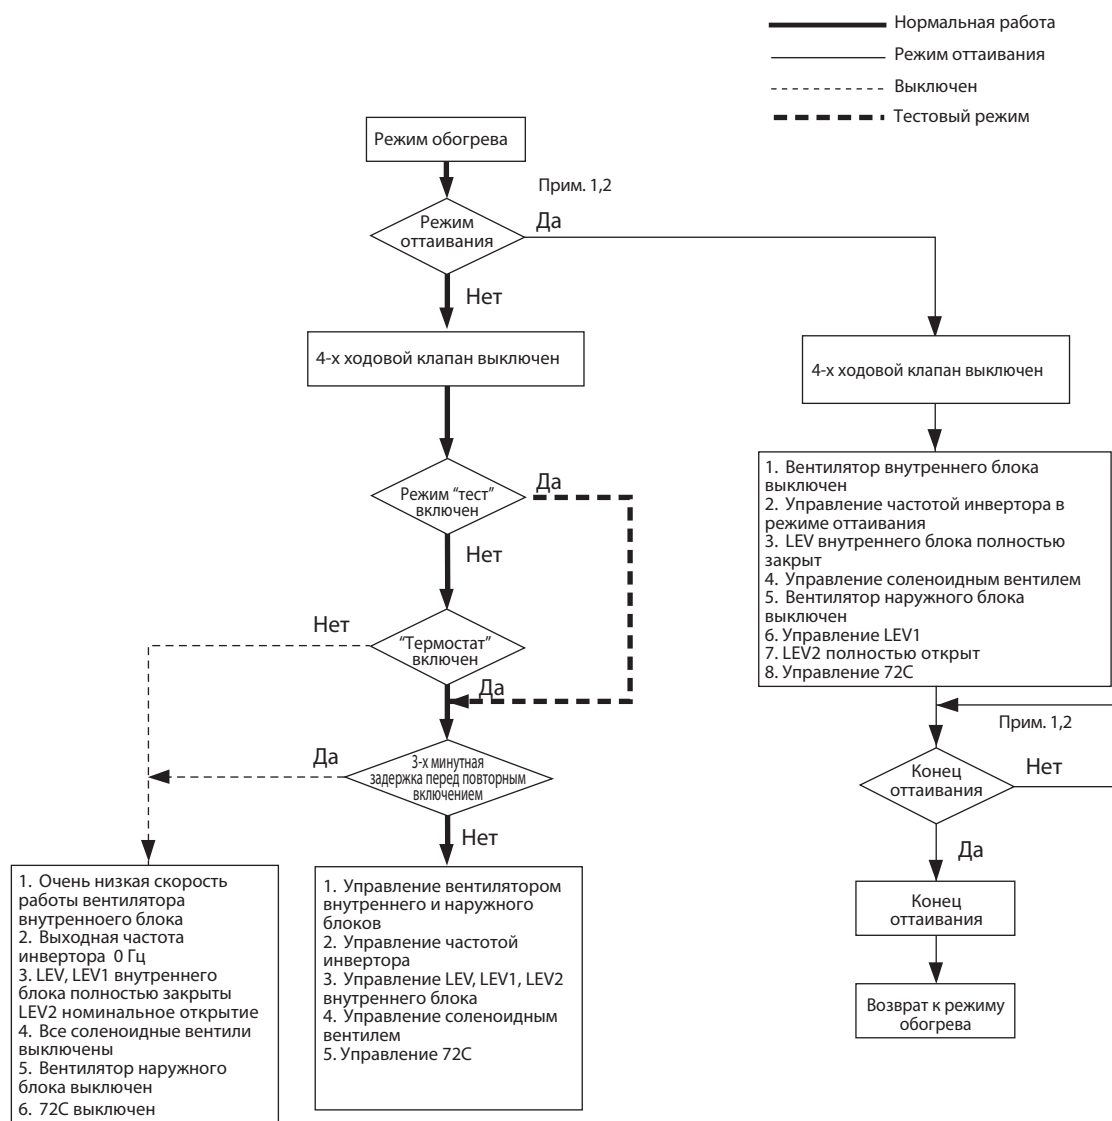 Нормальная работа
Режим оттаивания
Выключен
Тестовый режим
Режим обогрева
Прим. 1,2
Режим
оттаивания
Да
Нет
4-х ходовой клапан выключен
4-х ходовой клапан выключен
Режим “тест”
включен
Да
Нет
“Термостат”
включен
Нет
Да
3-х минутная
задержка перед повторным
включением
Да
Нет
1. Вентилятор внутреннего блока
выключен
2. Управление частотой инвертора в
режиме оттаивания
3. LEV внутреннего блока полностью
закрыт
4. Управление соленоидным вентилем
5. Вентилятор наружного блока
выключен
6. Управление LEV1
7. LEV2 полностью открыт
8. Управление 72C
Прим. 1,2
Конец
оттаивания
Нет
Да
Конец
оттаивания
Возврат к режиму
обогрева
1. Очень низкая скорость
работы вентилятора
внутренноего блока
2. Выходная частота
инвертора 0 Гц
3. LEV, LEV1 внутреннего
блока полностью закрыты
LEV2 номинальное открытие
4. Все соленоидные вентили
выключены
5. Вентилятор наружного
блока выключен
6. 72C выключен
1. Управление вентилятором
внутреннего и наружного
блоков
2. Управление частотой
инвертора
3. Управление LEV, LEV1, LEV2
внутреннего блока
4. Управление соленоидным
вентилем
5. Управление 72C